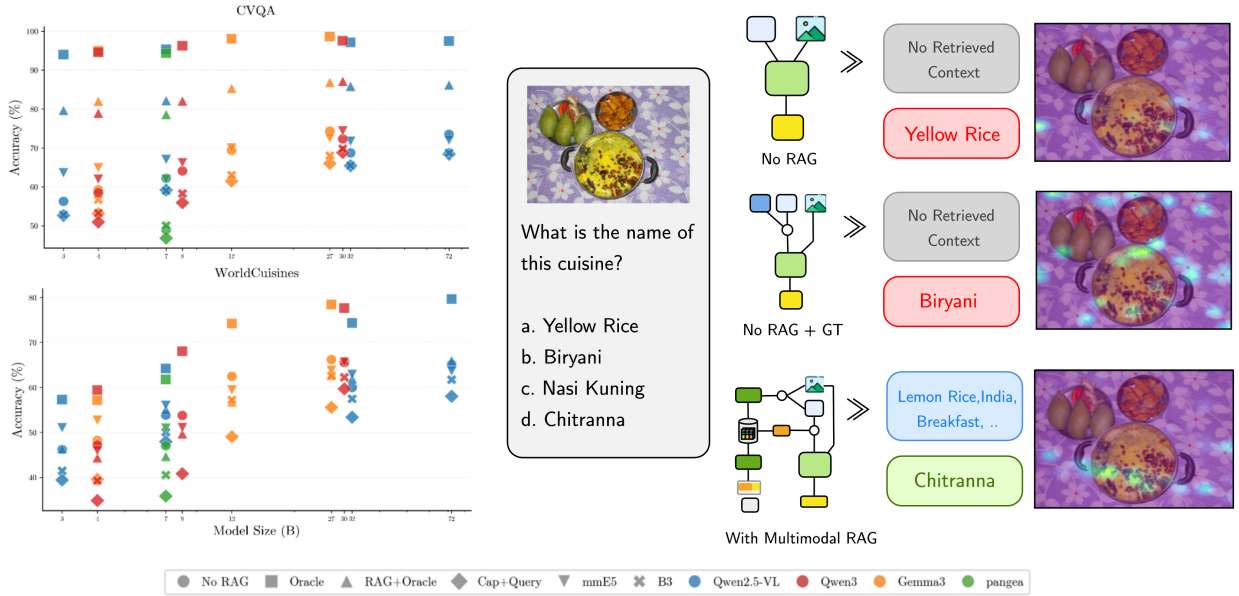 CVQA
Accuracy (%)
100
90
80
70
60
50
3
4
7
8
12
27
30
32
72
WorldCuisines
Accuracy (%)
80
70
60
50
40
3
4
7
8
12
27
30
32
72
Model Size (B)
What is the name of
this cuisine?
a. Yellow Rice
b. Biryani
c. Nasi Kuning
d. Chitranna
No RAG
No Retrieved
Context
Yellow Rice
No RAG + GT
No Retrieved
Context
Biryani
With Multimodal RAG
Lemon Rice,India,
Breakfast, ..
Chitranna
No RAG
Oracle
RAG+Oracle
Cap+Query
mmE5
B3
Qwen2.5-VL
Qwen3
Gemma3
pangea